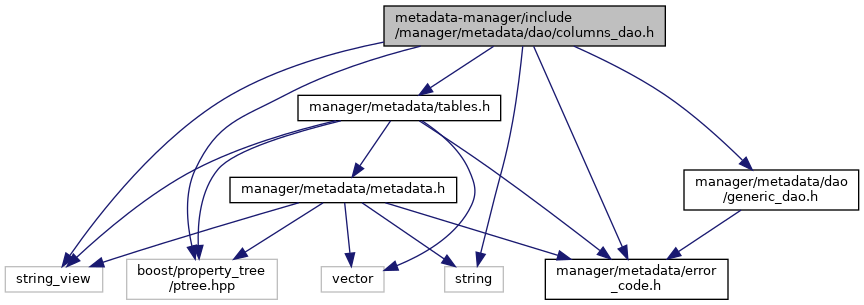 metadata-manager/include
/manager/metadata/dao/columns_dao.h
manager/metadata/tables.h
manager/metadata/metadata.h
manager/metadata/dao
/generic_dao.h
string_view
boost/property_tree
/ptree.hpp
vector
string
manager/metadata/error
_code.h